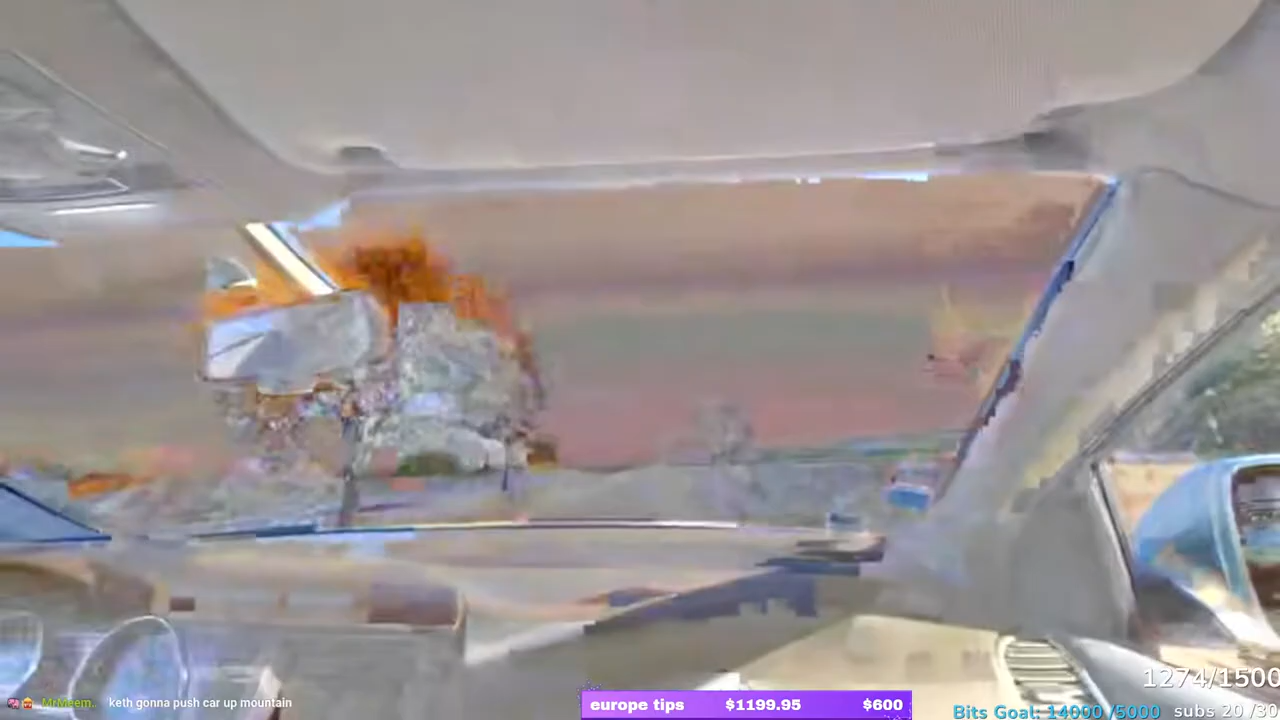 1274/1500
MrMeem.. keth gonna push car up mountain
europe tips $1199.95 $600
Bits Goal: 14000 /5000 subs 20 /30